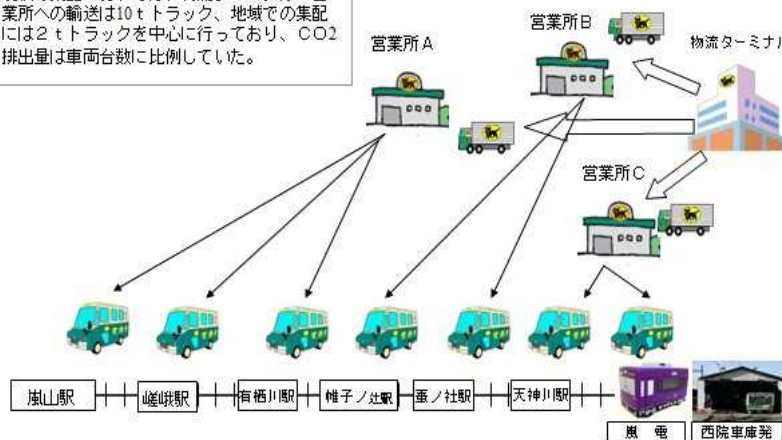 業所への輸送は10ｔトラック、地域での集配
には２ｔトラックを中心に行っており、CO2
排出量は車両台数に比例していた。
営業所A
営業所B
物流ターミナル
営業所C
嵐山駅
嵯峨駅
有栖川駅
帷子ノ辻駅
蚕ノ社駅
天神川駅
嵐 電
西院車庫発